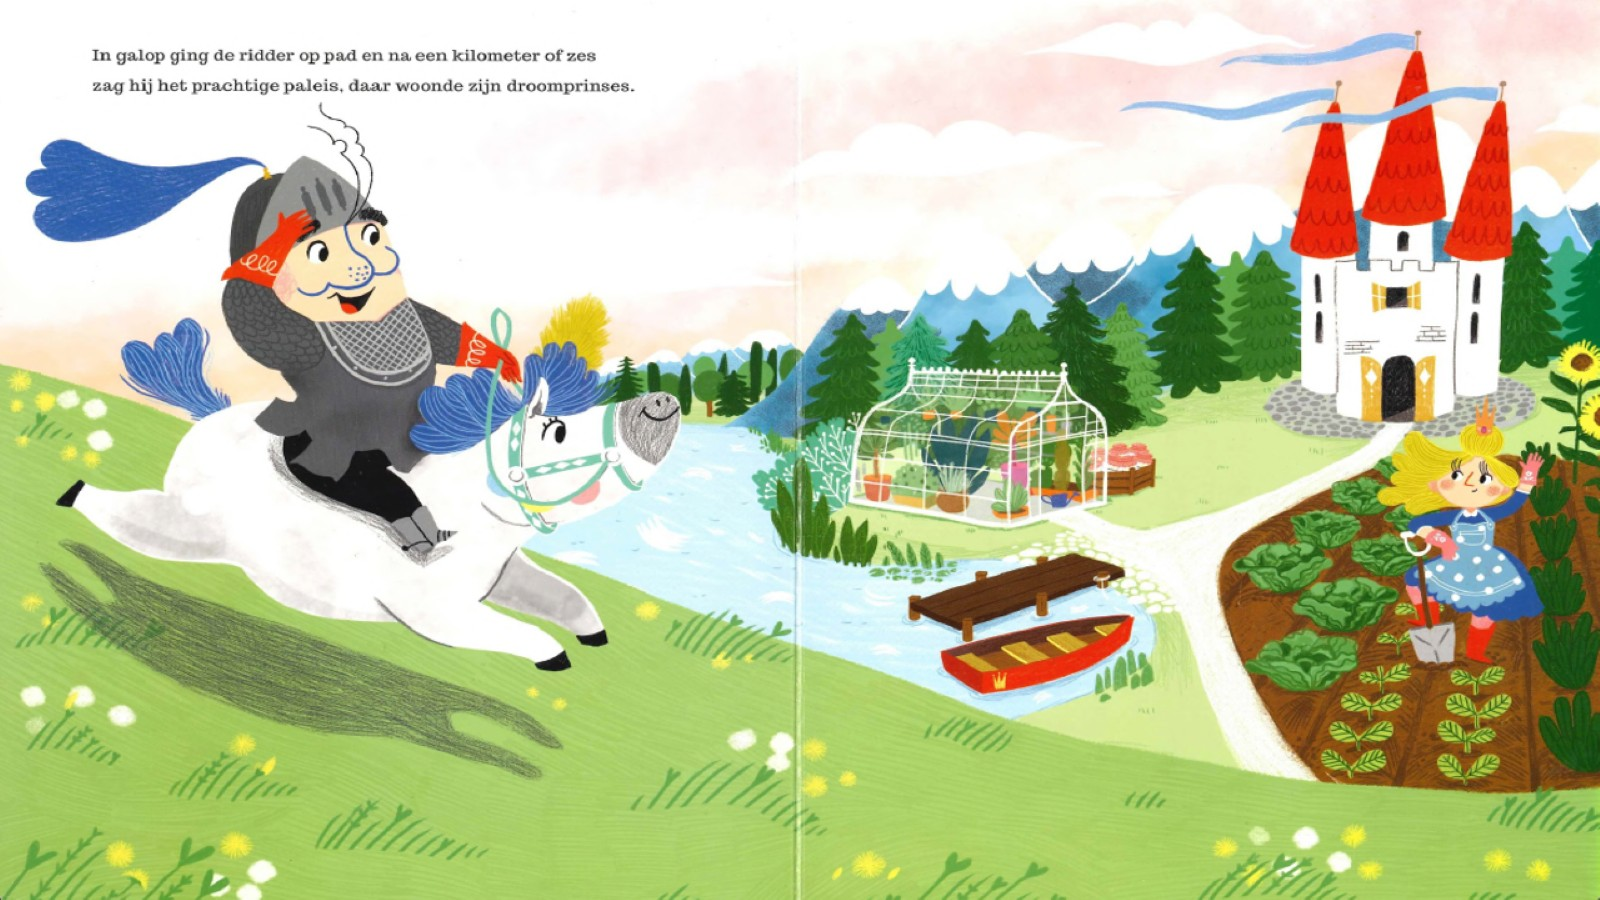 In galop ging de ridder op pad en na een kilometer of zes
zag hij het prachtige paleis, daar woonde zijn droomprinses.